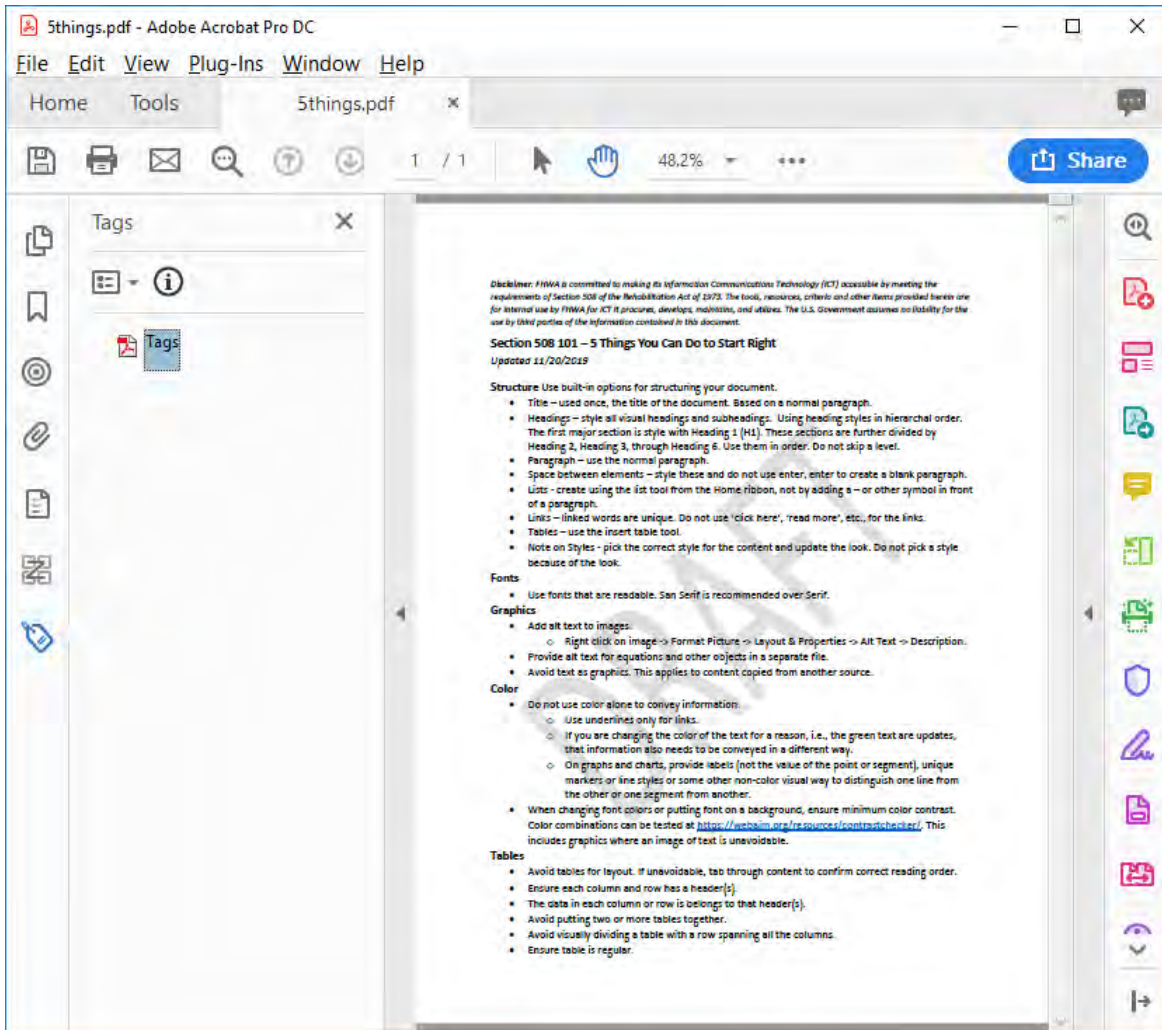 5things.pdf - Adobe Acrobat Pro DC
File Edit View Plug-Ins Window Help
Home Tools 5things.pdf ×
1 / 1 48.2% Share
Tags
Tags
Disclaimer: FHWA is committed to making its Information Communications Technology (ICT) accessible by meeting the
requirements of Section 508 of the Rehabilitation Act of 1973. The tools, resources, criteria and other items provided herein are
for internal use by FHWA for ICT it procures, develops, maintains, and utilizes. The U.S. Government assumes no liability for the
use by third parties of the information contained in this document.
Section 508 101 – 5 Things You Can Do to Start Right
Updated 11/20/2019
Structure Use built-in options for structuring your document.
• Title – used once, the title of the document. Based on a normal paragraph.
• Headings – style all visual headings and subheadings. Using heading styles in hierarchal order.
The first major section is style with Heading 1 (H1). These sections are further divided by
Heading 2, Heading 3, through Heading 6. Use them in order. Do not skip a level.
• Paragraph – use the normal paragraph.
• Space between elements – style these and do not use enter, enter to create a blank paragraph.
• Lists - create using the list tool from the Home ribbon, not by adding a – or other symbol in front
of a paragraph.
• Links – linked words are unique. Do not use 'click here', 'read more', etc., for the links.
• Tables – use the insert table tool.
• Note on Styles - pick the correct style for the content and update the look. Do not pick a style
because of the look.
Fonts
• Use fonts that are readable. San Serif is recommended over Serif.
Graphics
• Add alt text to images.
o Right click on image -> Format Picture -> Layout & Properties -> Alt Text -> Description.
• Provide alt text for equations and other objects in a separate file.
• Avoid text as graphics. This applies to content copied from another source.
Color
• Do not use color alone to convey information.
o Use underlines only for links.
o If you are changing the color of the text for a reason, i.e., the green text are updates,
that information also needs to be conveyed in a different way.
o On graphs and charts, provide labels (not the value of the point or segment), unique
markers or line styles or some other non-color visual way to distinguish one line from
the other or one segment from another.
• When changing font colors or putting font on a background, ensure minimum color contrast.
Color combinations can be tested at https://webaim.org/resources/contrastchecker/. This
includes graphics where an image of text is unavoidable.
Tables
• Avoid tables for layout. If unavoidable, tab through content to confirm correct reading order.
• Ensure each column and row has a header(s).
• The data in each column or row is belongs to that header(s).
• Avoid putting two or more tables together.
• Avoid visually dividing a table with a row spanning all the columns.
• Ensure table is regular.
DRAFT